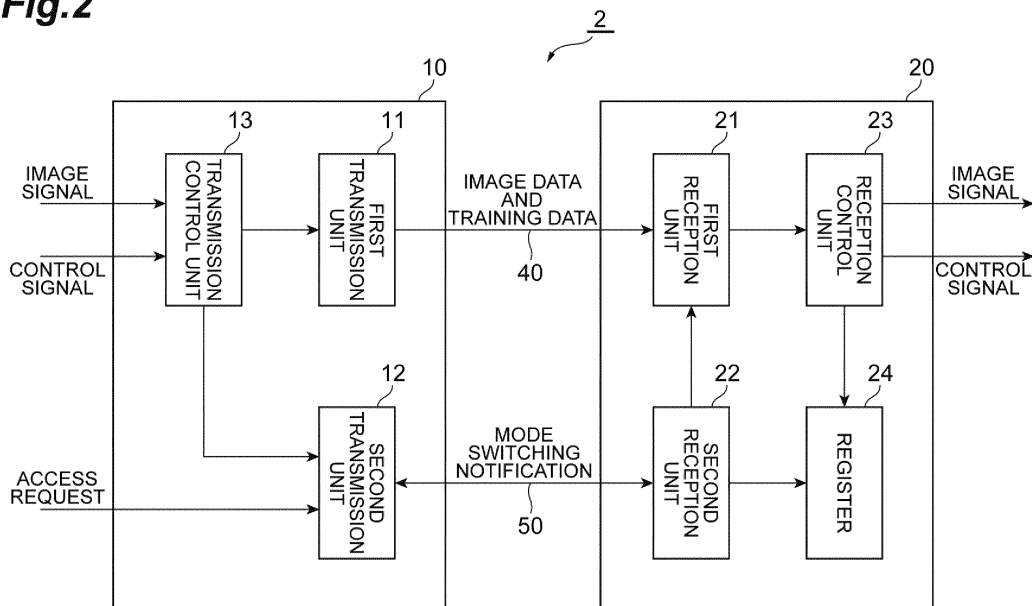 Fig.2
2
10
20
13
11
21
23
IMAGE
SIGNAL
CONTROL
SIGNAL
TRANSMISSION
CONTROL UNIT
FIRST
TRANSMISSION
UNIT
IMAGE DATA
AND
TRAINING DATA
40
FIRST
RECEPTION
UNIT
RECEPTION
CONTROL
UNIT
IMAGE
SIGNAL
CONTROL
SIGNAL
12
22
24
ACCESS
REQUEST
SECOND
TRANSMISSION
UNIT
MODE
SWITCHING
NOTIFICATION
50
SECOND
RECEPTION
UNIT
REGISTER